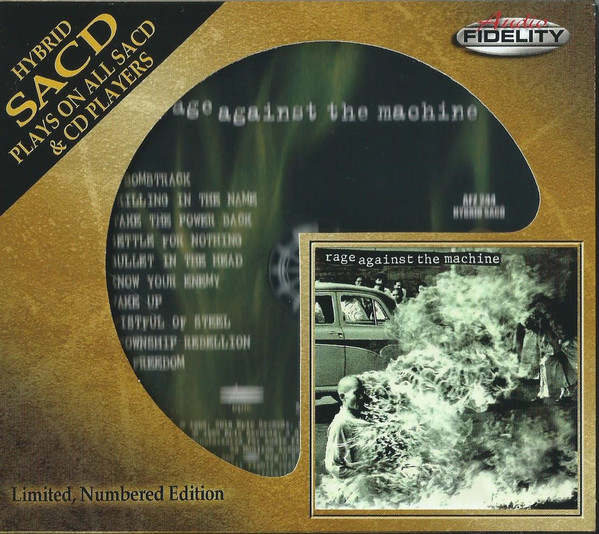 HYBRID
SACD
PLAYS ON ALL SACD
& CD PLAYERS
Audio
FIDELITY
age against the machine
OMBTRACK
ILLING IN THE NAME
AKE THE POWER BACK
ETTLE FOR NOTHING
ULLET IN THE HEAD
NOW YOUR ENEMY
AKE UP
ISTFUL OF STEEL
OWNSHIP REBELLION
FREEDOM
HYBRID SACD
rage against the machine
Limited, Numbered Edition